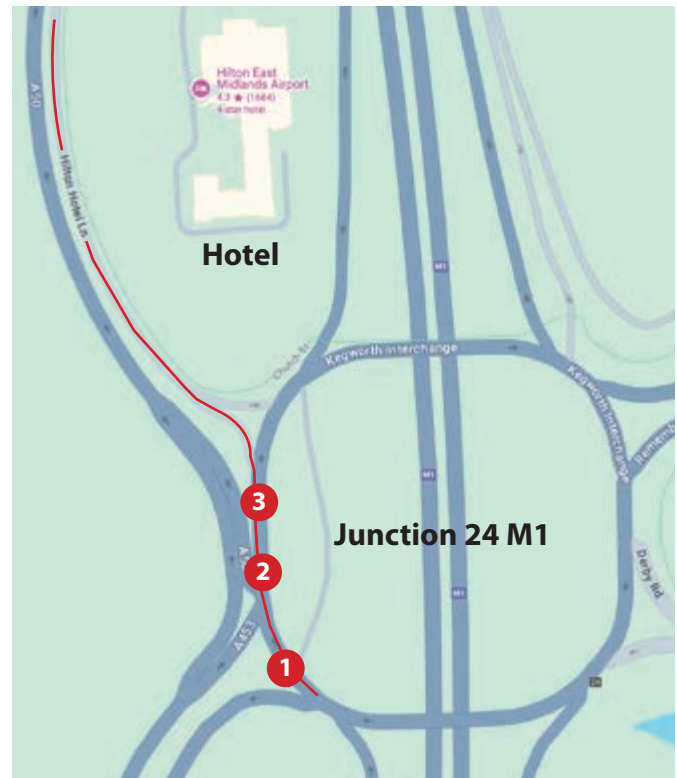 Hilton East
Midlands Airport
4.3 ★ (1684)
4-star hotel
A50
Hilton Hotel Ln
Hotel
M1
Church St
Kegworth Interchange
Kegworth Interchange
M1
3
Junction 24 M1
2
M1
Derby Rd
A453
1
24